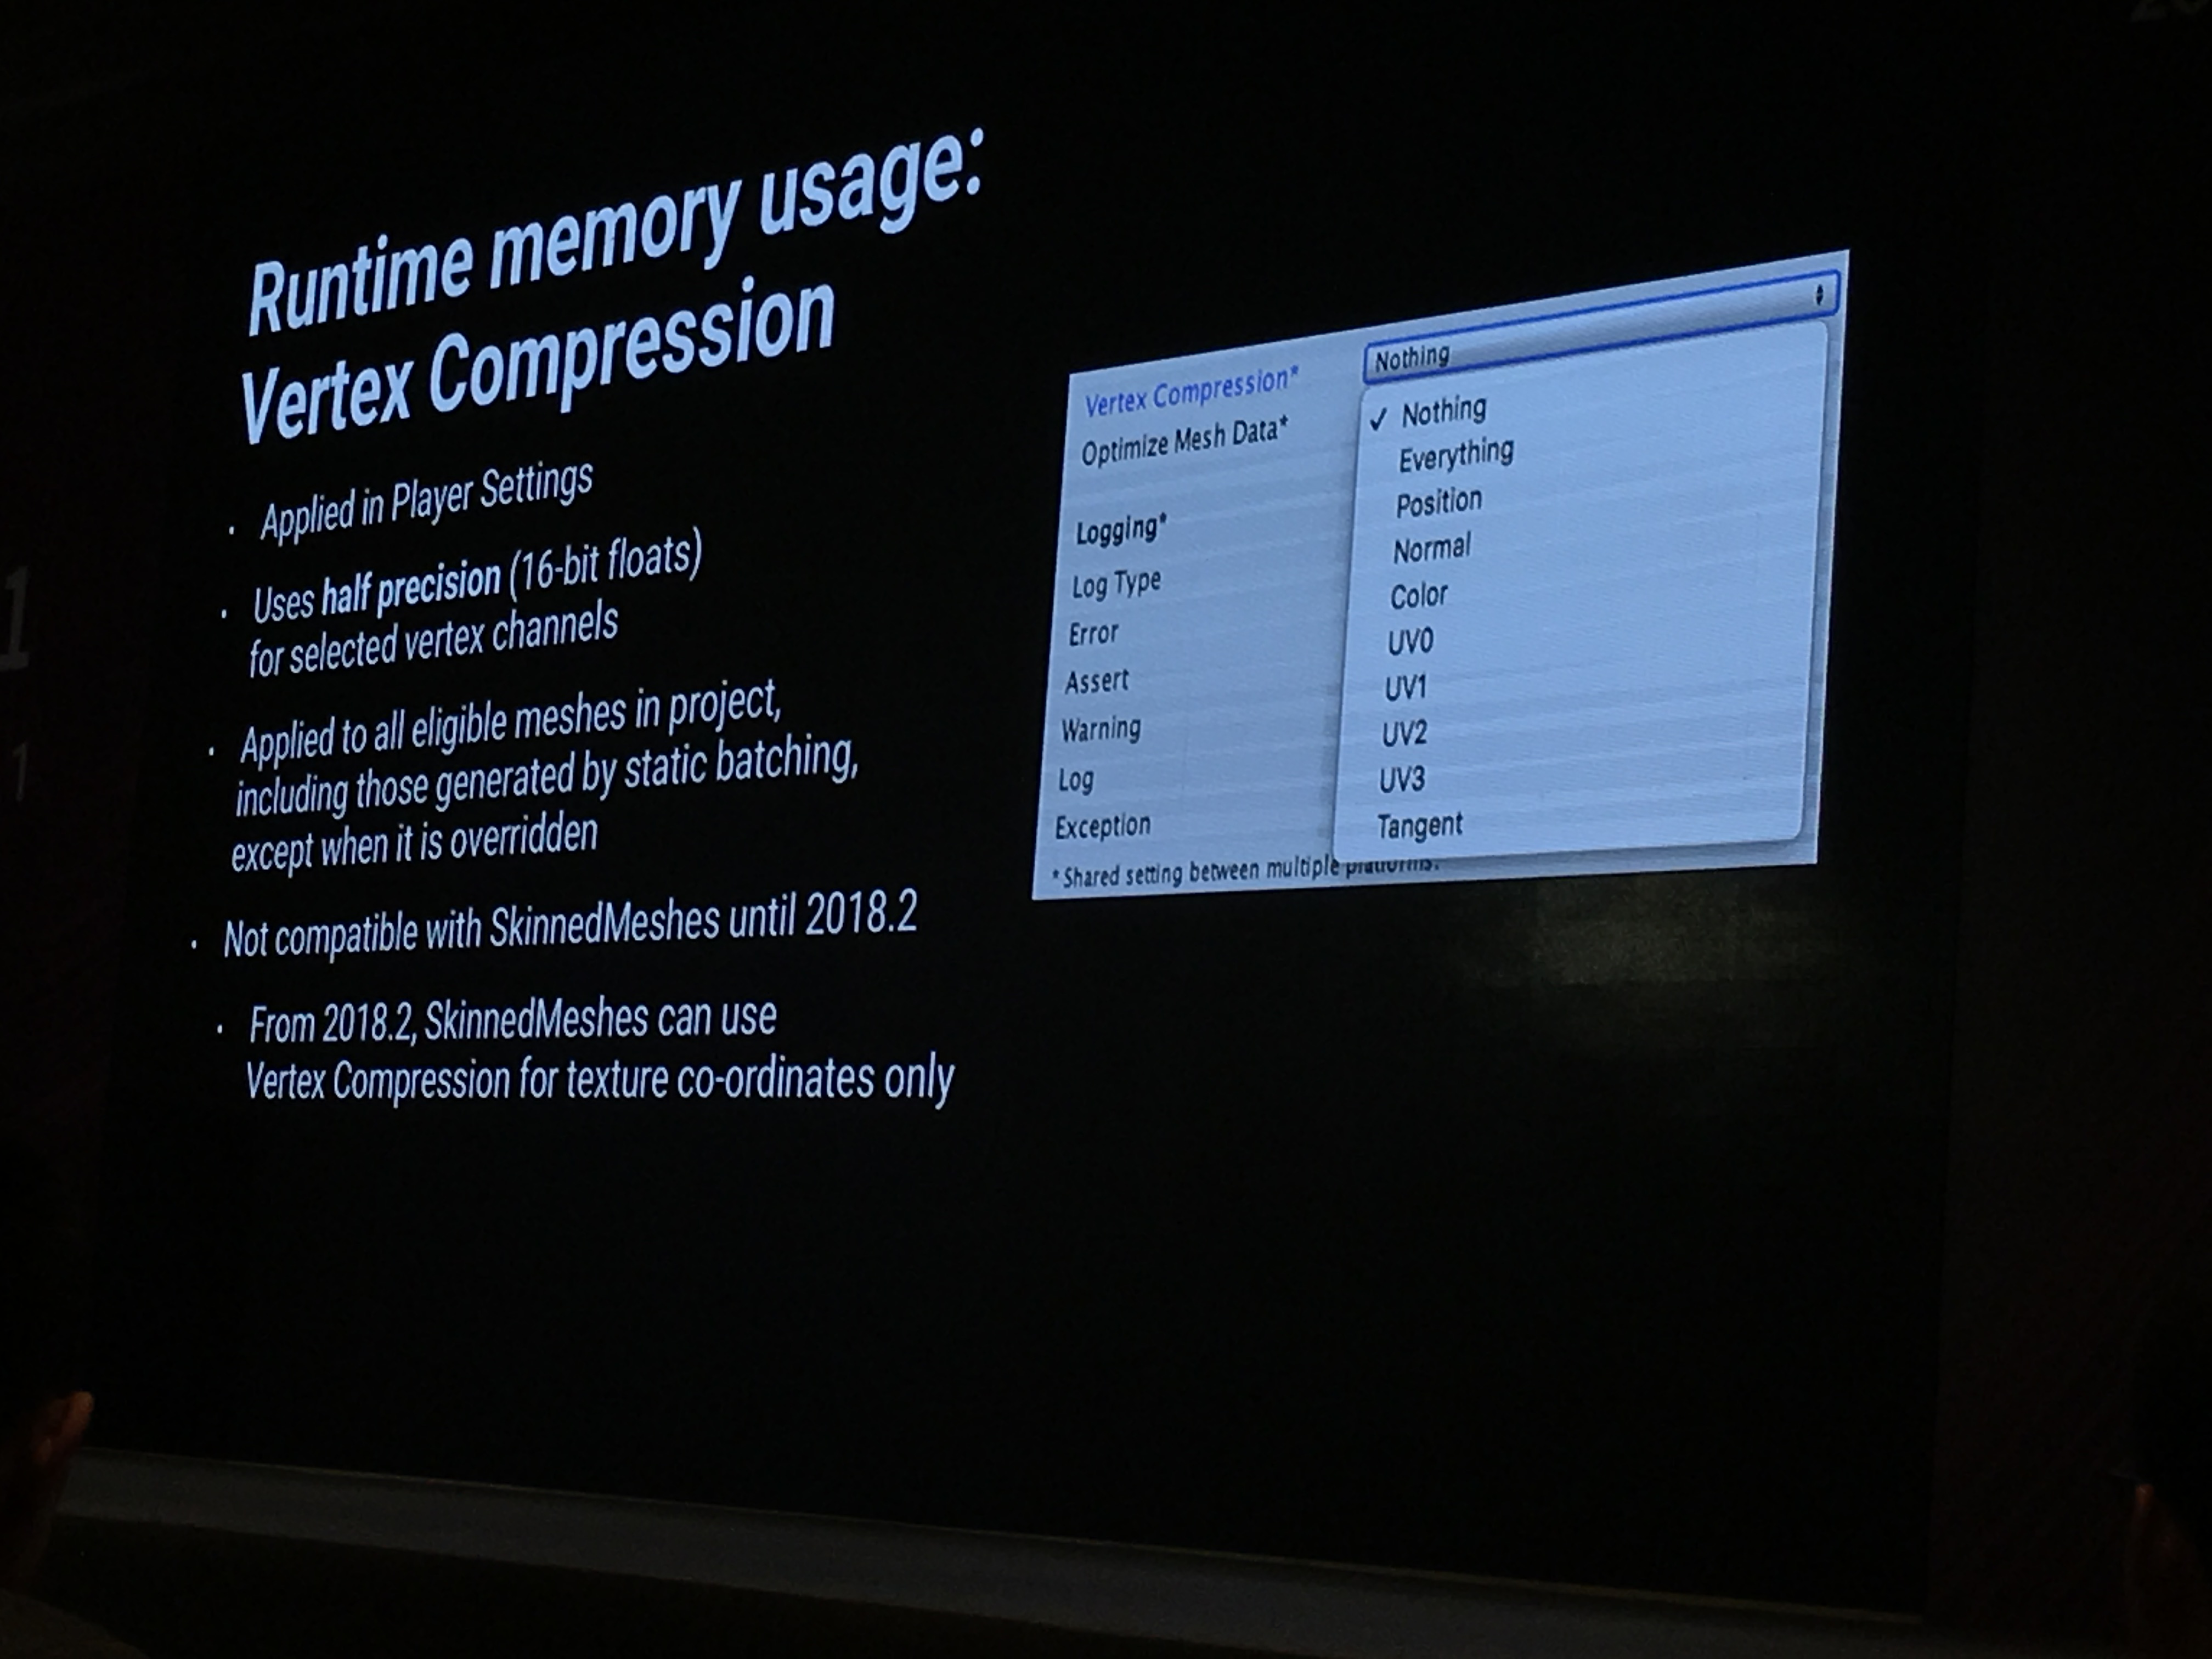 Runtime memory usage:
Vertex Compression
· Applied in Player Settings
· Uses half precision (16-bit floats)
for selected vertex channels
· Applied to all eligible meshes in project,
including those generated by static batching,
except when it is overridden
· Not compatible with SkinnedMeshes until 2018.2
· From 2018.2, SkinnedMeshes can use
Vertex Compression for texture co-ordinates only
Vertex Compression*
Optimize Mesh Data*
Logging*
Log Type
Error
Assert
Warning
Log
Exception
* Shared setting between multiple platforms.
Nothing
✓ Nothing
Everything
Position
Normal
Color
UV0
UV1
UV2
UV3
Tangent
1
1